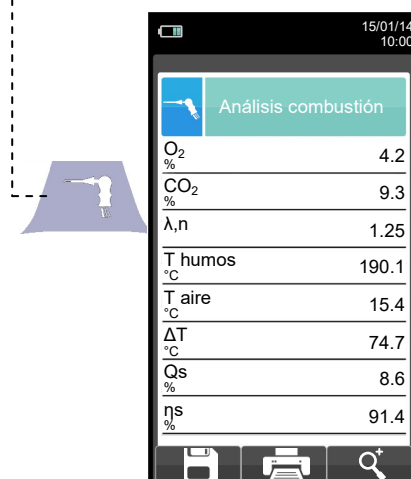 15/01/14
10:00
Análisis combustión
O₂ 4.2
%
CO₂ 9.3
%
λ,n 1.25
T humos 190.1
°C
T aire 15.4
°C
ΔT 74.7
°C
Qs 8.6
%
ηs 91.4
%